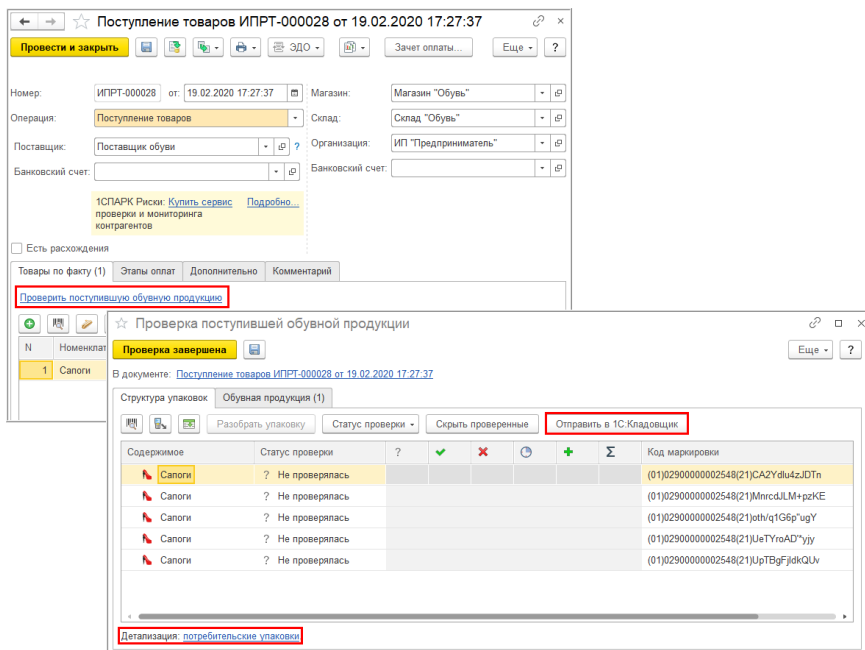 Поступление товаров ИПРТ-000028 от 19.02.2020 17:27:37
Провести и закрыть ЭДО Зачет оплаты... Еще ?
Номер: ИПРТ-000028 от: 19.02.2020 17:27:37 Магазин: Магазин "Обувь"
Операция: Поступление товаров Склад: Склад "Обувь"
Поставщик: Поставщик обуви ? Организация: ИП "Предприниматель"
Банковский счет: Банковский счет:
1СПАРК Риски: Купить сервис Подробно...
проверки и мониторинга
контрагентов
Есть расхождения
Товары по факту (1) Этапы оплат Дополнительно Комментарий
Проверить поступившую обувную продукцию
N Номенклат
1 Сапоги
Проверка поступившей обувной продукции
Проверка завершена Еще ?
В документе: Поступление товаров ИПРТ-000028 от 19.02.2020 17:27:37
Структура упаковок Обувная продукция (1)
Разобрать упаковку Статус проверки Скрыть проверенные Отправить в 1С:Кладовщик
Содержимое Статус проверки ? Σ Код маркировки
Сапоги ? Не проверялась (01)02900000002548(21)CA2Ydlu4zJDTn
Сапоги ? Не проверялась (01)02900000002548(21)MnrcdJLM+pzKE
Сапоги ? Не проверялась (01)02900000002548(21)oth/q1G6p"ugY
Сапоги ? Не проверялась (01)02900000002548(21)UeTYroAD'*yjy
Сапоги ? Не проверялась (01)02900000002548(21)UpTBgFjldkQUv
Детализация: потребительские упаковки